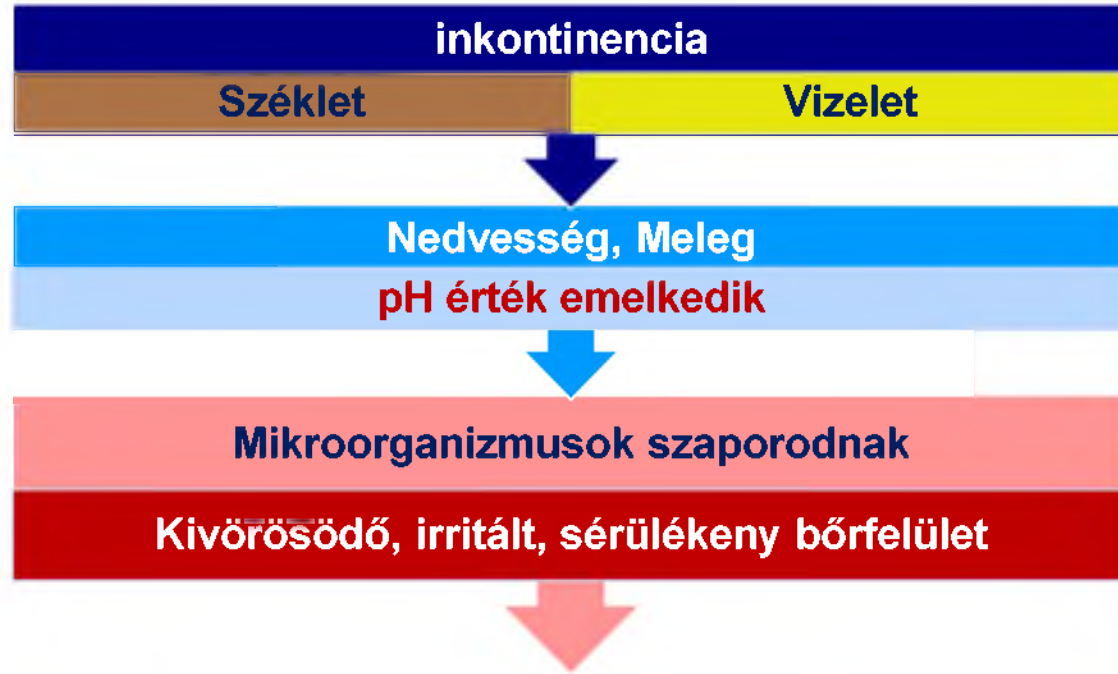 inkontinencia
Széklet Vizelet
Nedvesség, Meleg
pH érték emelkedik
Mikroorganizmusok szaporodnak
Kivörösödő, irritált, sérülékeny bőrfelület